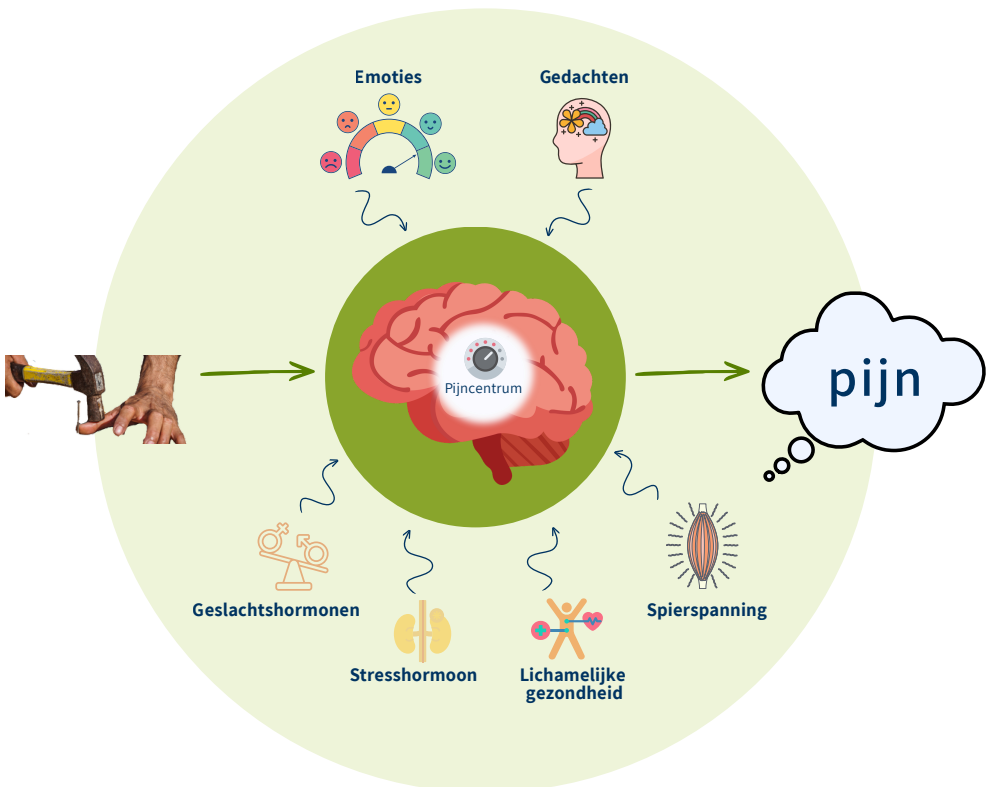 Emoties
Gedachten
Pijncentrum
pijn
Geslachtshormonen
Spierspanning
Stresshormoon
Lichamelijke
gezondheid